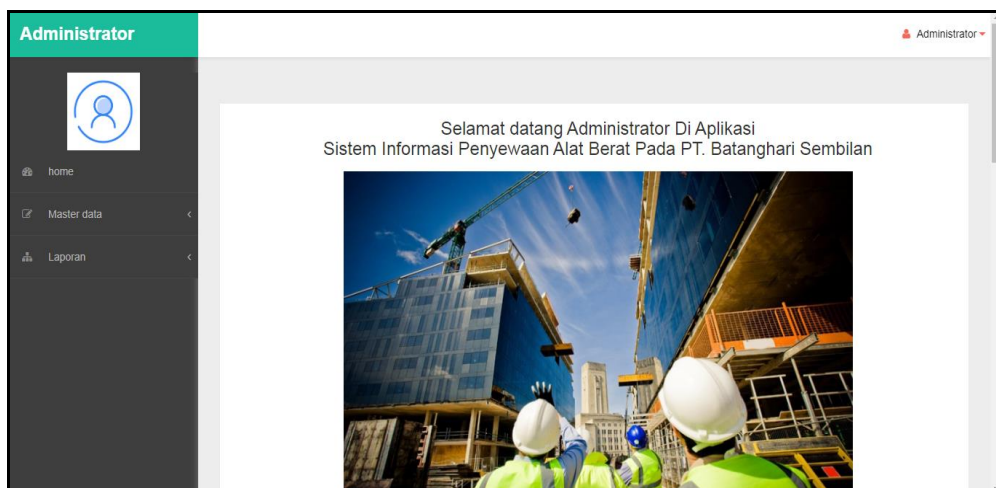 Administrator
Administrator
home
Master data
Laporan
Selamat datang Administrator Di Aplikasi
Sistem Informasi Penyewaan Alat Berat Pada PT. Batanghari Sembilan